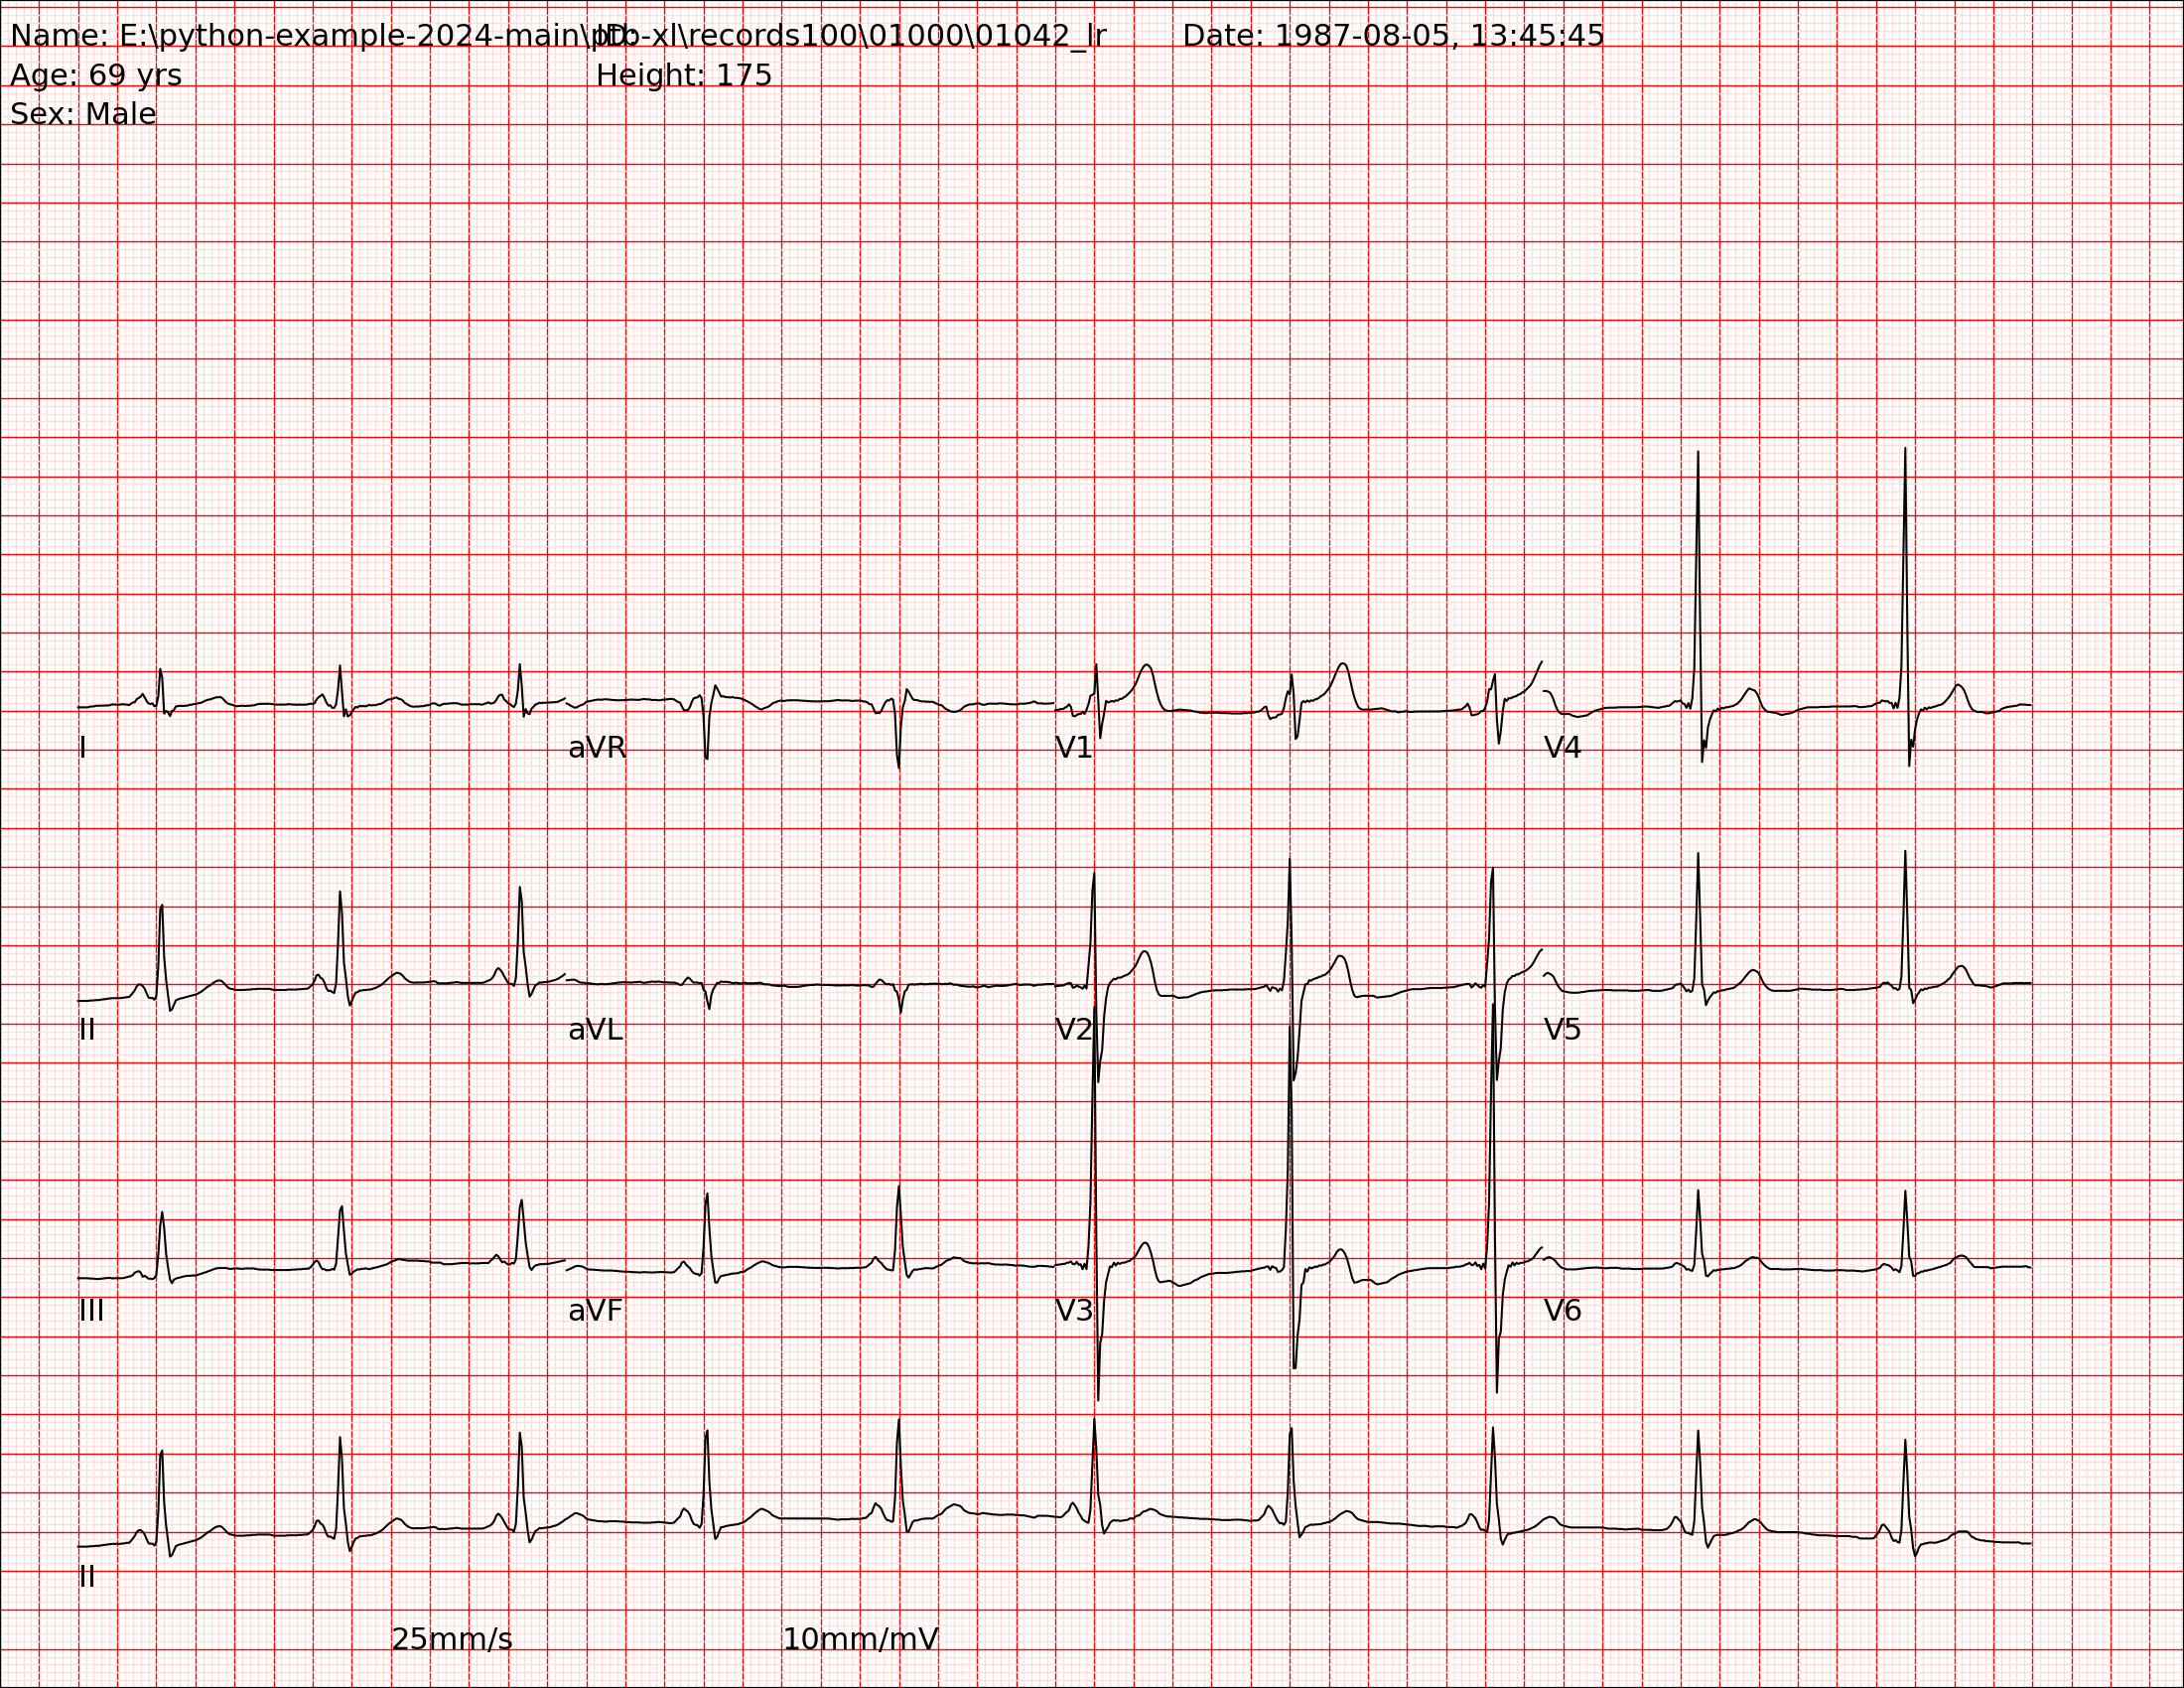 Name: E:\python-example-2024-main\ptb-xl\records100\01000\01042_lr ID: Date: 1987-08-05, 13:45:45
Age: 69 yrs Height: 175
Sex: Male
I aVR V1 V4
II aVL V2 V5
III aVF V3 V6
II
25mm/s 10mm/mV